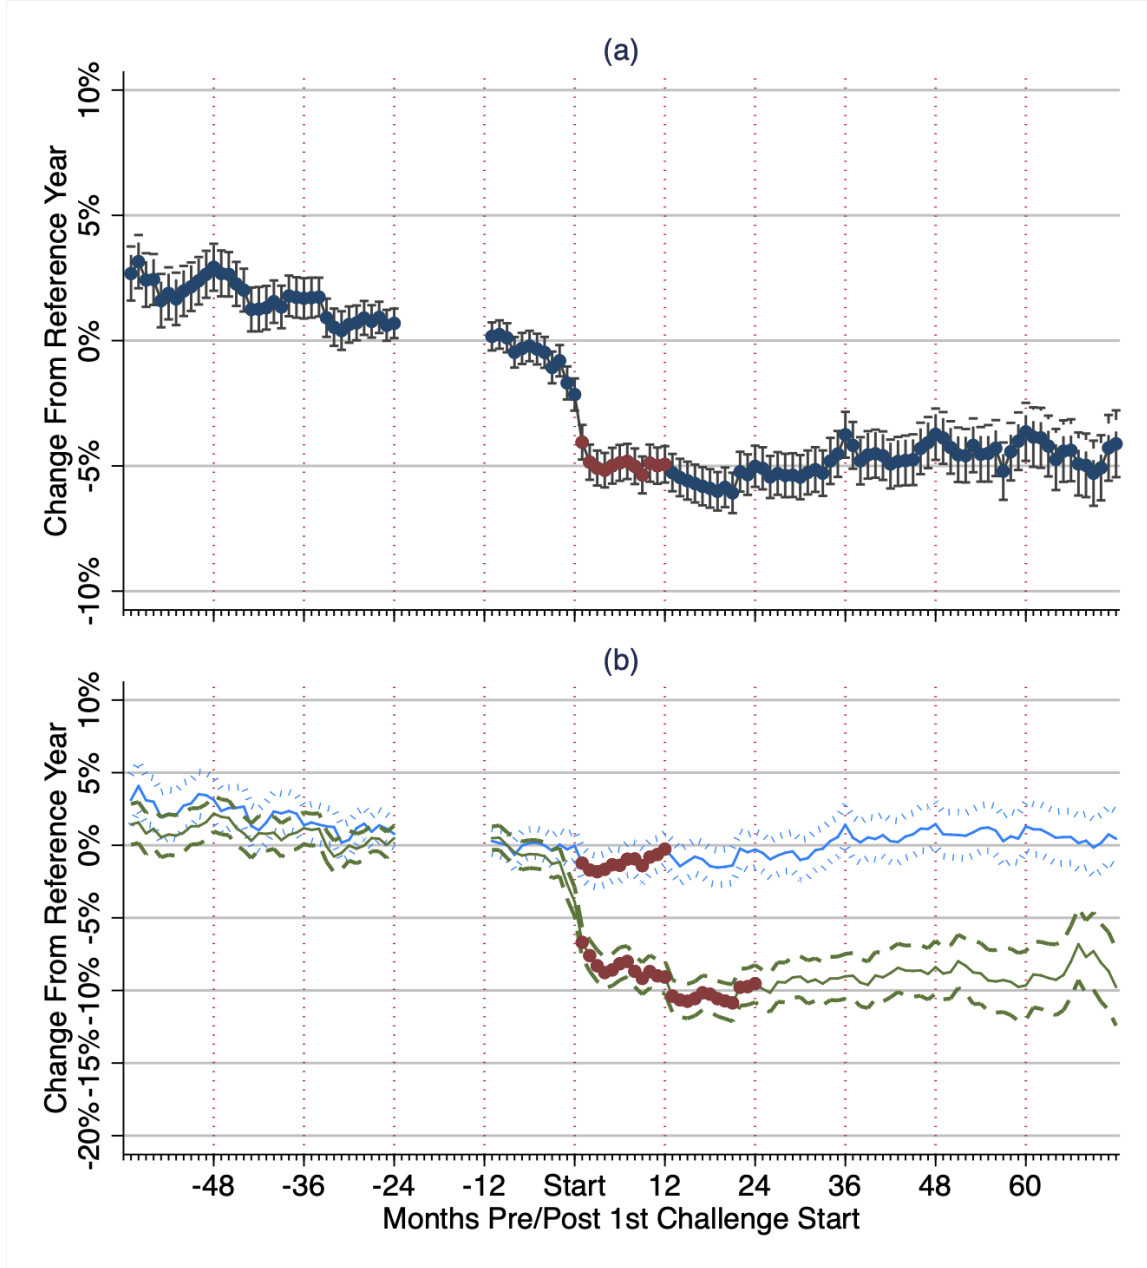 (a)
Change From Reference Year
10%
5%
0%
-5%
-10%
(b)
Change From Reference Year
10%
5%
0%
-5%
-10%
-15%
-20%
-48 -36 -24 -12 Start 12 24 36 48 60
Months Pre/Post 1st Challenge Start